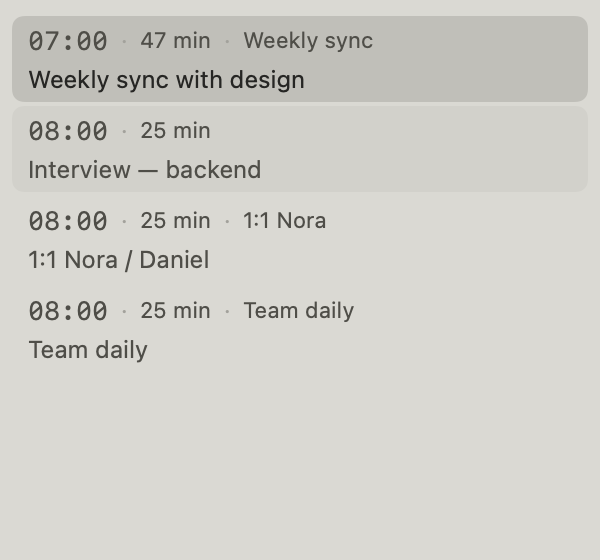 07:00 · 47 min · Weekly sync
Weekly sync with design
08:00 · 25 min
Interview — backend
08:00 · 25 min · 1:1 Nora
1:1 Nora / Daniel
08:00 · 25 min · Team daily
Team daily